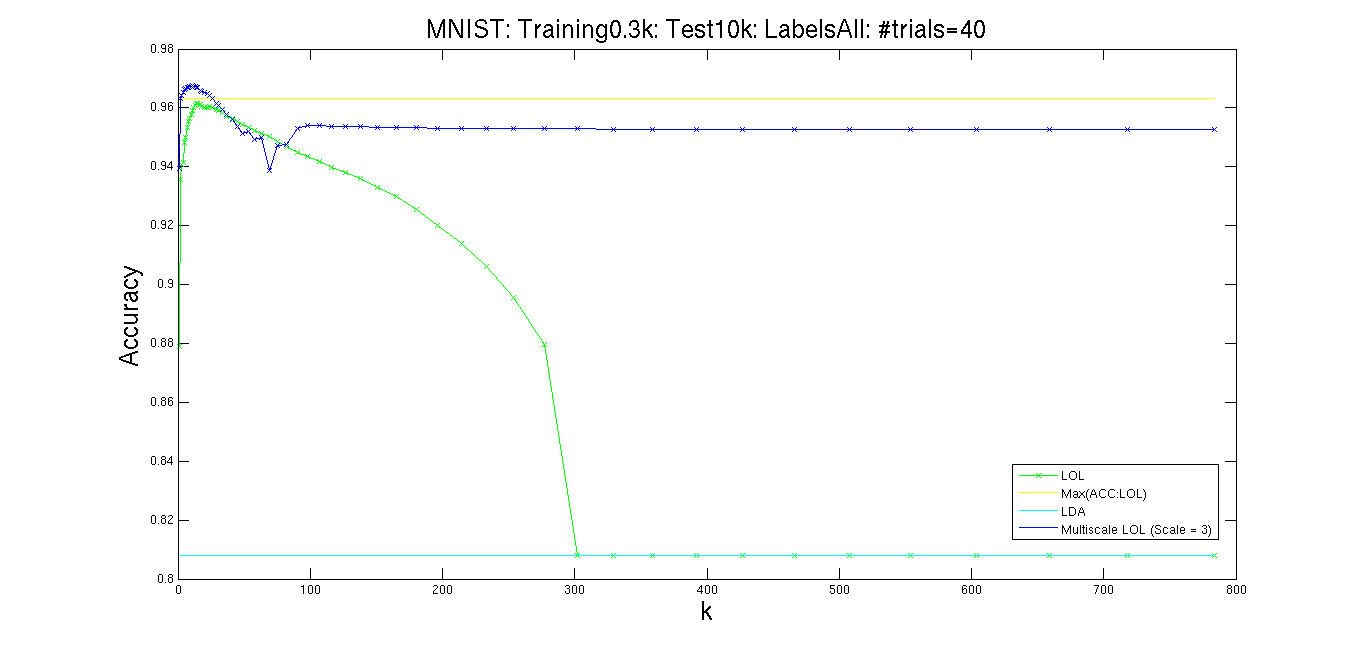 MNIST: Training0.3k: Test10k: LabelsAll: #trials=40
0.98
0.96
0.94
0.92
0.9
0.88
0.86
0.84
0.82
0.8
Accuracy
LOL
Max(ACC:LOL)
LDA
Multiscale LOL (Scale = 3)
0 100 200 300 400 500 600 700 800
k